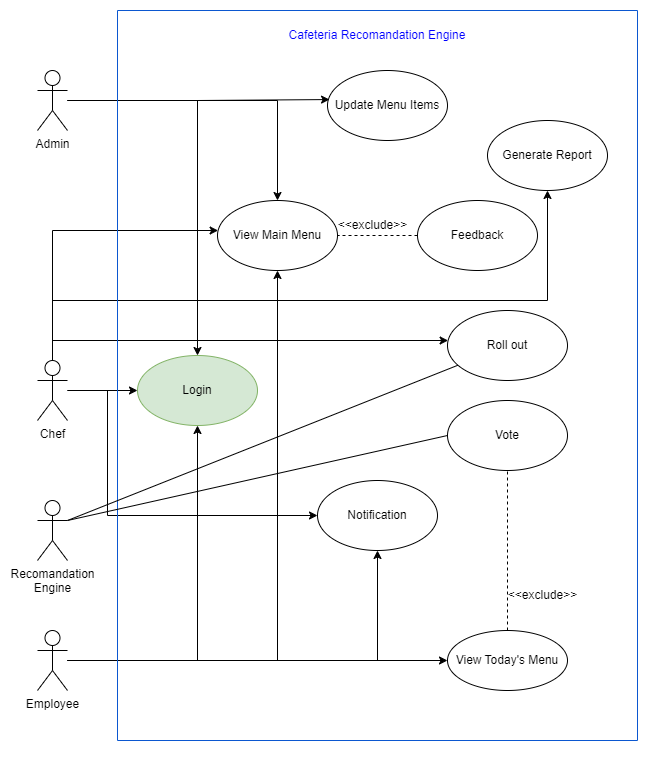 Cafeteria Recomandation Engine
Update Menu Items
Admin
Generate Report
<<exclude>>
View Main Menu
Feedback
Roll out
Login
Chef
Vote
Notification
Recomandation
Engine
<<exclude>>
View Today's Menu
Employee